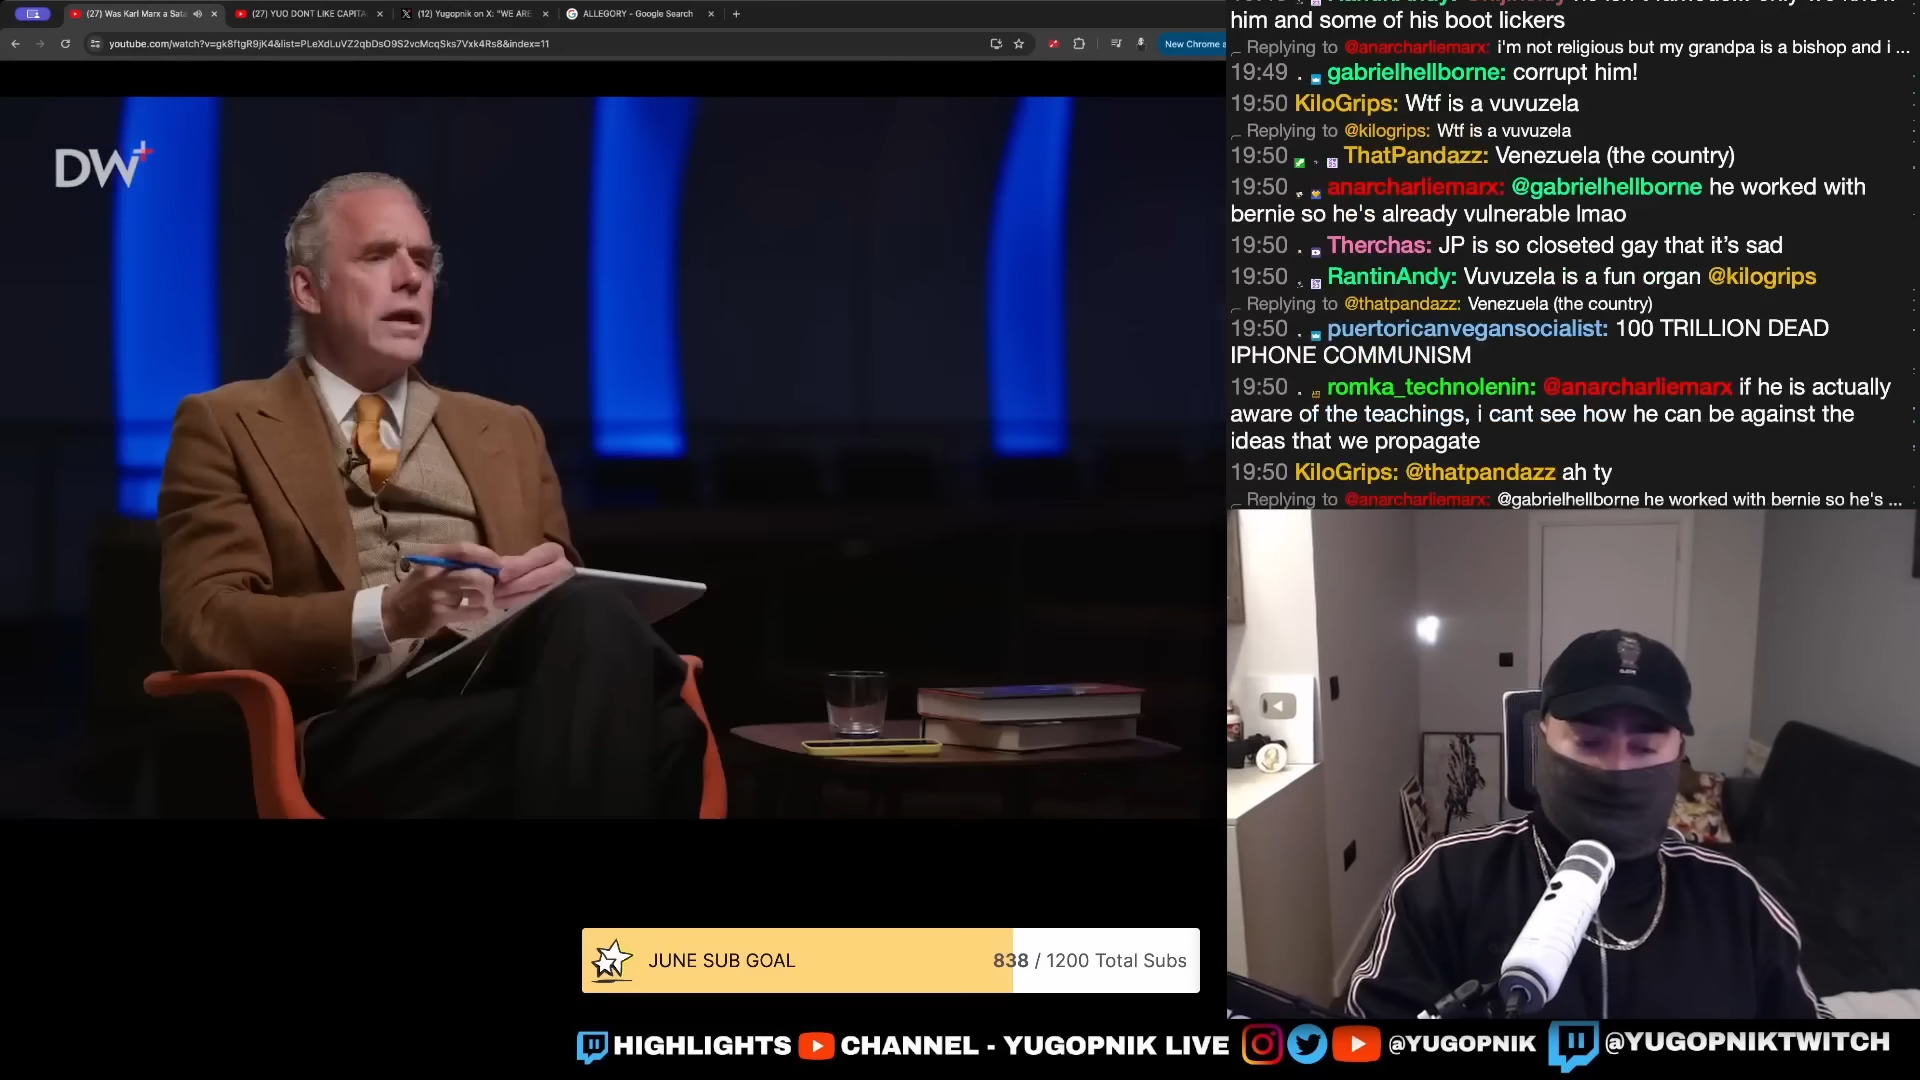 (27) Was Karl Marx a Sata
(27) YUO DONT LIKE CAPITA
(12) Yugopnik on X: "WE ARE
ALLEGORY - Google Search
youtube.com/watch?v=gk8ftgR9jK4&list=PLeXdLuVZ2qbDsO9S2vcMcqSks7Vxk4Rs8&index=11
New Chrome a
DW+
him and some of his boot lickers
Replying to @anarcharliemarx: i'm not religious but my grandpa is a bishop and i ...
19:49 gabrielhellborne: corrupt him!
19:50 KiloGrips: Wtf is a vuvuzela
Replying to @kilogrips: Wtf is a vuvuzela
19:50 ThatPandazz: Venezuela (the country)
19:50 anarcharliemarx: @gabrielhellborne he worked with
bernie so he's already vulnerable lmao
19:50 Therchas: JP is so closeted gay that it's sad
19:50 RantinAndy: Vuvuzela is a fun organ @kilogrips
Replying to @thatpandazz: Venezuela (the country)
19:50 puertoricanvegansocialist: 100 TRILLION DEAD
IPHONE COMMUNISM
19:50 romka_technolenin: @anarcharliemarx if he is actually
aware of the teachings, i cant see how he can be against the
ideas that we propagate
19:50 KiloGrips: @thatpandazz ah ty
Replying to @anarcharliemarx: @gabrielhellborne he worked with bernie so he's ...
JUNE SUB GOAL 838 / 1200 Total Subs
HIGHLIGHTS CHANNEL - YUGOPNIK LIVE @YUGOPNIK @YUGOPNIKTWITCH